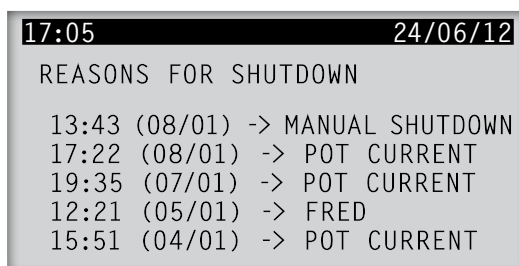 17:05 24/06/12
REASONS FOR SHUTDOWN
13:43 (08/01) -> MANUAL SHUTDOWN
17:22 (08/01) -> POT CURRENT
19:35 (07/01) -> POT CURRENT
12:21 (05/01) -> FRED
15:51 (04/01) -> POT CURRENT